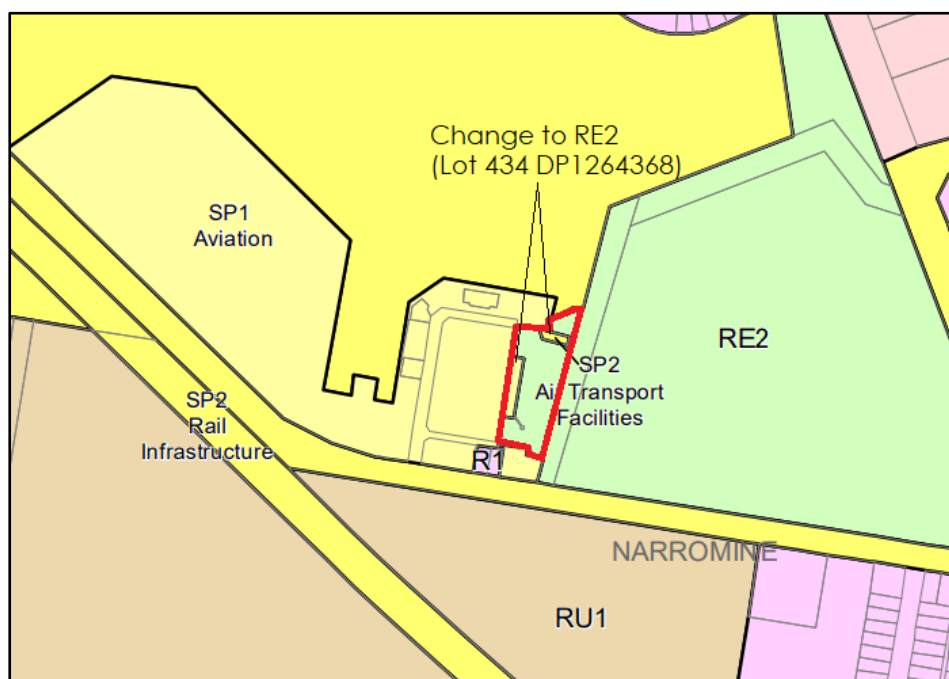 Change to RE2
(Lot 434 DP1264368)
SP1
Aviation
RE2
SP2
Air Transport
Facilities
SP2
Rail
Infrastructure
R1
NARROMINE
RU1